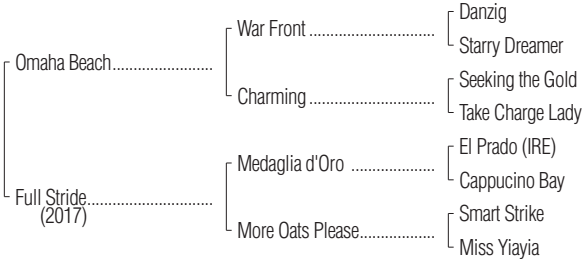 Danzig
War Front
Starry Dreamer
Omaha Beach
Seeking the Gold
Charming
Take Charge Lady
El Prado (IRE)
Medaglia d'Oro
Cappucino Bay
Full Stride
(2017)
Smart Strike
More Oats Please
Miss Yiayia